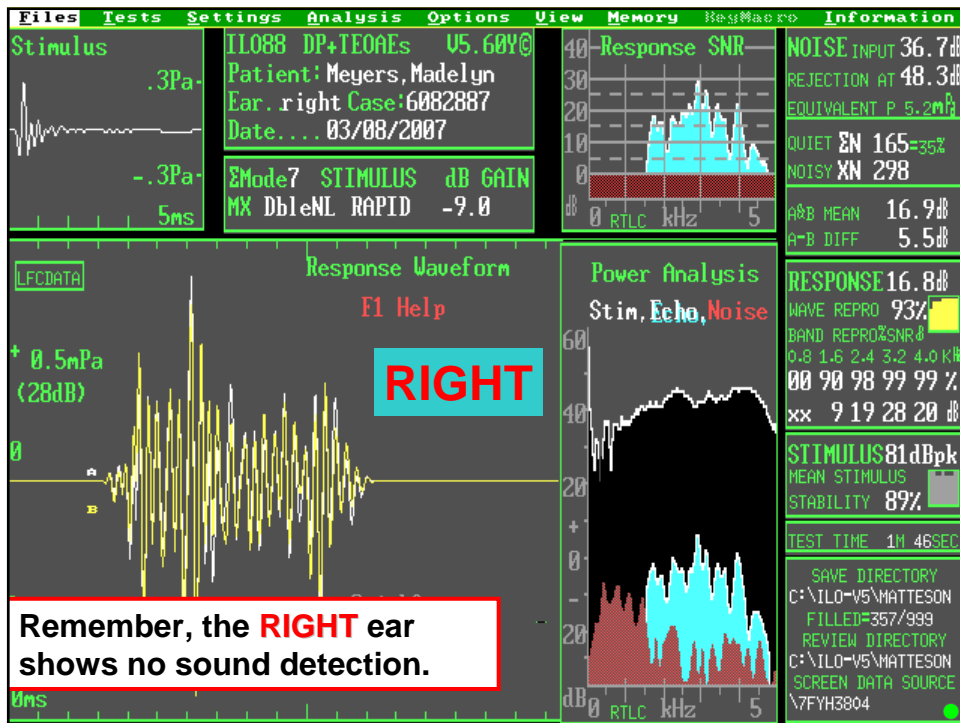 Files Tests Settings Analysis Options View Memory RegMacro Information
Stimulus
.3Pa-
-.3Pa-
5ms
ILO88 DP+TEOAEs V5.60Y©
Patient: Meyers,Madelyn
Ear..right Case:6082887
Date.... 03/08/2007
ΣMode7 STIMULUS dB GAIN
MX DbleNL RAPID -9.0
Response SNR
40
30
20
10
0
dB 0 RTLC kHz 5
NOISE INPUT 36.7dB
REJECTION AT 48.3dB
EQUIVALENT P 5.2mPa
QUIET ΣN 165=35%
NOISY XN 298
A&B MEAN 16.9dB
A-B DIFF 5.5dB
RESPONSE 16.8dB
WAVE REPRO 93%
BAND REPRO%SNRdB
0.8 1.6 2.4 3.2 4.0 KHz
00 90 98 99 99 %
xx 9 19 28 20 dB
STIMULUS 81dBpk
MEAN STIMULUS
STABILITY 89%
TEST TIME 1M 46SEC
SAVE DIRECTORY
C:\ILO-V5\MATTESON
FILLED=357/999
REVIEW DIRECTORY
C:\ILO-V5\MATTESON
SCREEN DATA SOURCE
\7FYH3804
LFCDATA
Response Waveform
F1 Help
+ 0.5mPa
(28dB)
0
A
B
RIGHT
0ms
Power Analysis
Stim,Echo,Noise
60
40
20
+
0
-
20
dB 0 RTLC kHz 5
Remember, the RIGHT ear
shows no sound detection.